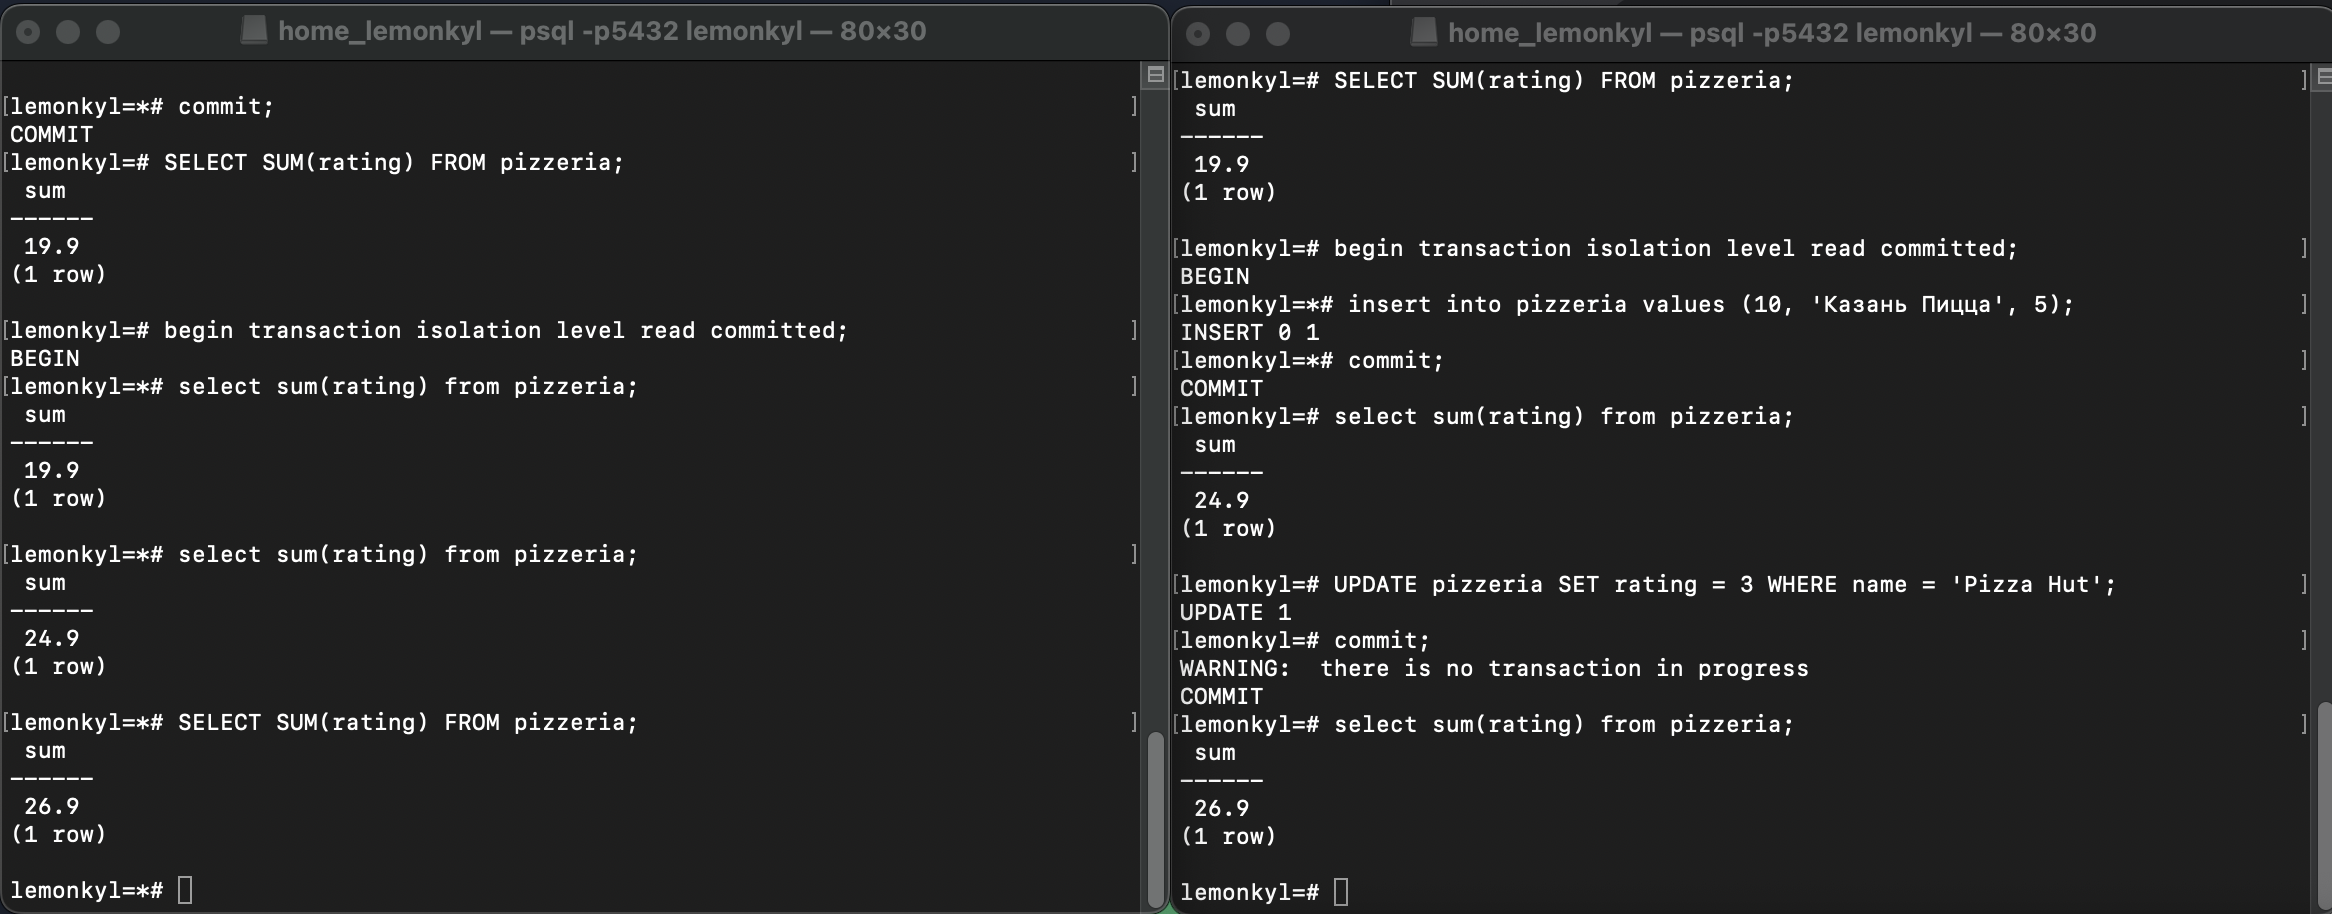 home_lemonkyl — psql -p5432 lemonkyl — 80×30
[lemonkyl=*# commit; ]
COMMIT
[lemonkyl=# SELECT SUM(rating) FROM pizzeria; ]
sum
------
19.9
(1 row)
[lemonkyl=# begin transaction isolation level read committed; ]
BEGIN
[lemonkyl=*# select sum(rating) from pizzeria; ]
sum
------
19.9
(1 row)
[lemonkyl=*# select sum(rating) from pizzeria; ]
sum
------
24.9
(1 row)
[lemonkyl=*# SELECT SUM(rating) FROM pizzeria; ]
sum
------
26.9
(1 row)
lemonkyl=*#
home_lemonkyl — psql -p5432 lemonkyl — 80×30
[lemonkyl=# SELECT SUM(rating) FROM pizzeria; ]
sum
------
19.9
(1 row)
[lemonkyl=# begin transaction isolation level read committed; ]
BEGIN
[lemonkyl=*# insert into pizzeria values (10, 'Казань Пицца', 5); ]
INSERT 0 1
[lemonkyl=*# commit; ]
COMMIT
[lemonkyl=# select sum(rating) from pizzeria; ]
sum
------
24.9
(1 row)
[lemonkyl=# UPDATE pizzeria SET rating = 3 WHERE name = 'Pizza Hut'; ]
UPDATE 1
[lemonkyl=# commit; ]
WARNING:  there is no transaction in progress
COMMIT
[lemonkyl=# select sum(rating) from pizzeria; ]
sum
------
26.9
(1 row)
lemonkyl=#